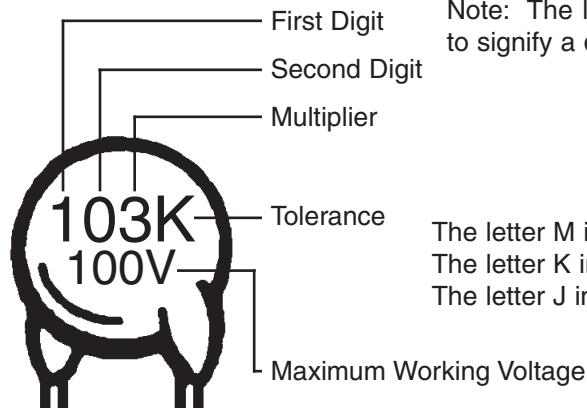 First Digit
Second Digit
Multiplier
Tolerance
Maximum Working Voltage
103K
100V
Note: The
to signify a
The letter M
The letter K
The letter J